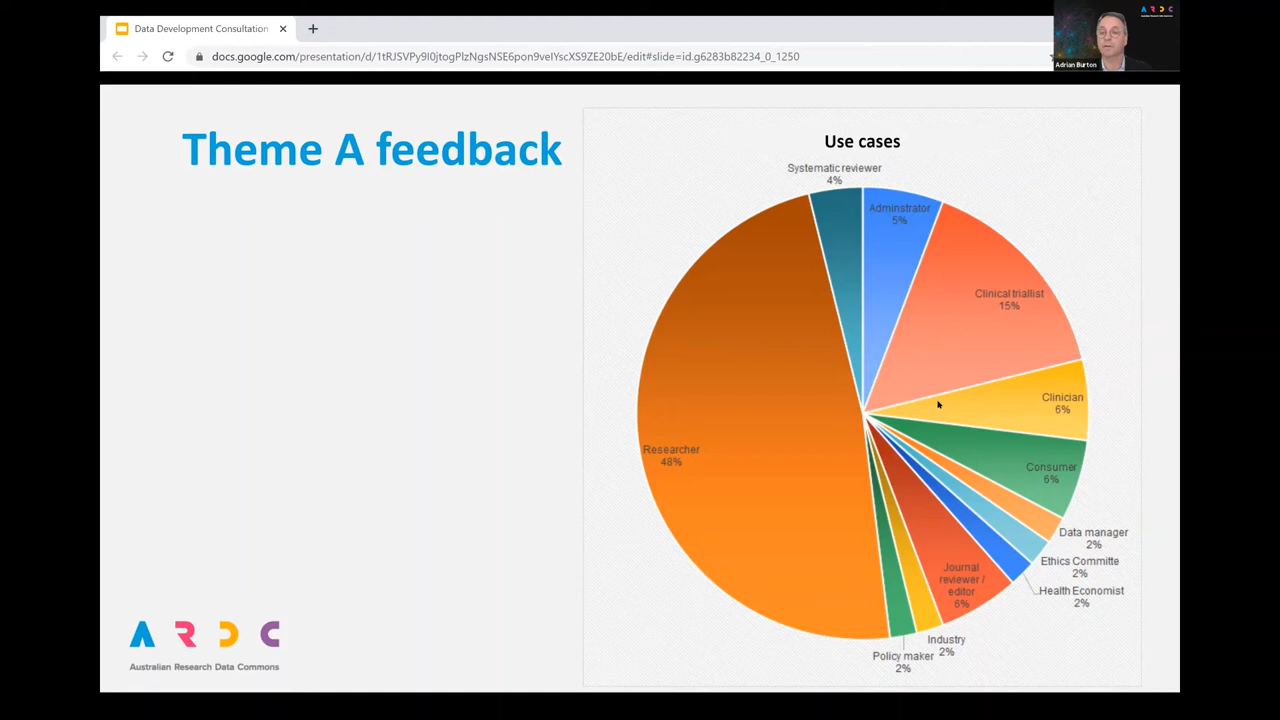 Data Development Consultation
docs.google.com/presentation/d/1tRJSVPy9I0jtogPlzNgsNSE6pon9veIYscXS9ZE20bE/edit#slide=id.g6283b82234_0_1250
A R D C
Adrian Burton
Theme A feedback
Use cases
Systematic reviewer
4%
Adminstrator
5%
Clinical triallist
15%
Clinician
6%
Consumer
6%
Data manager
2%
Ethics Committe
2%
Health Economist
2%
Journal
reviewer /
editor
6%
Industry
2%
Policy maker
2%
Researcher
48%
A R D C
Australian Research Data Commons